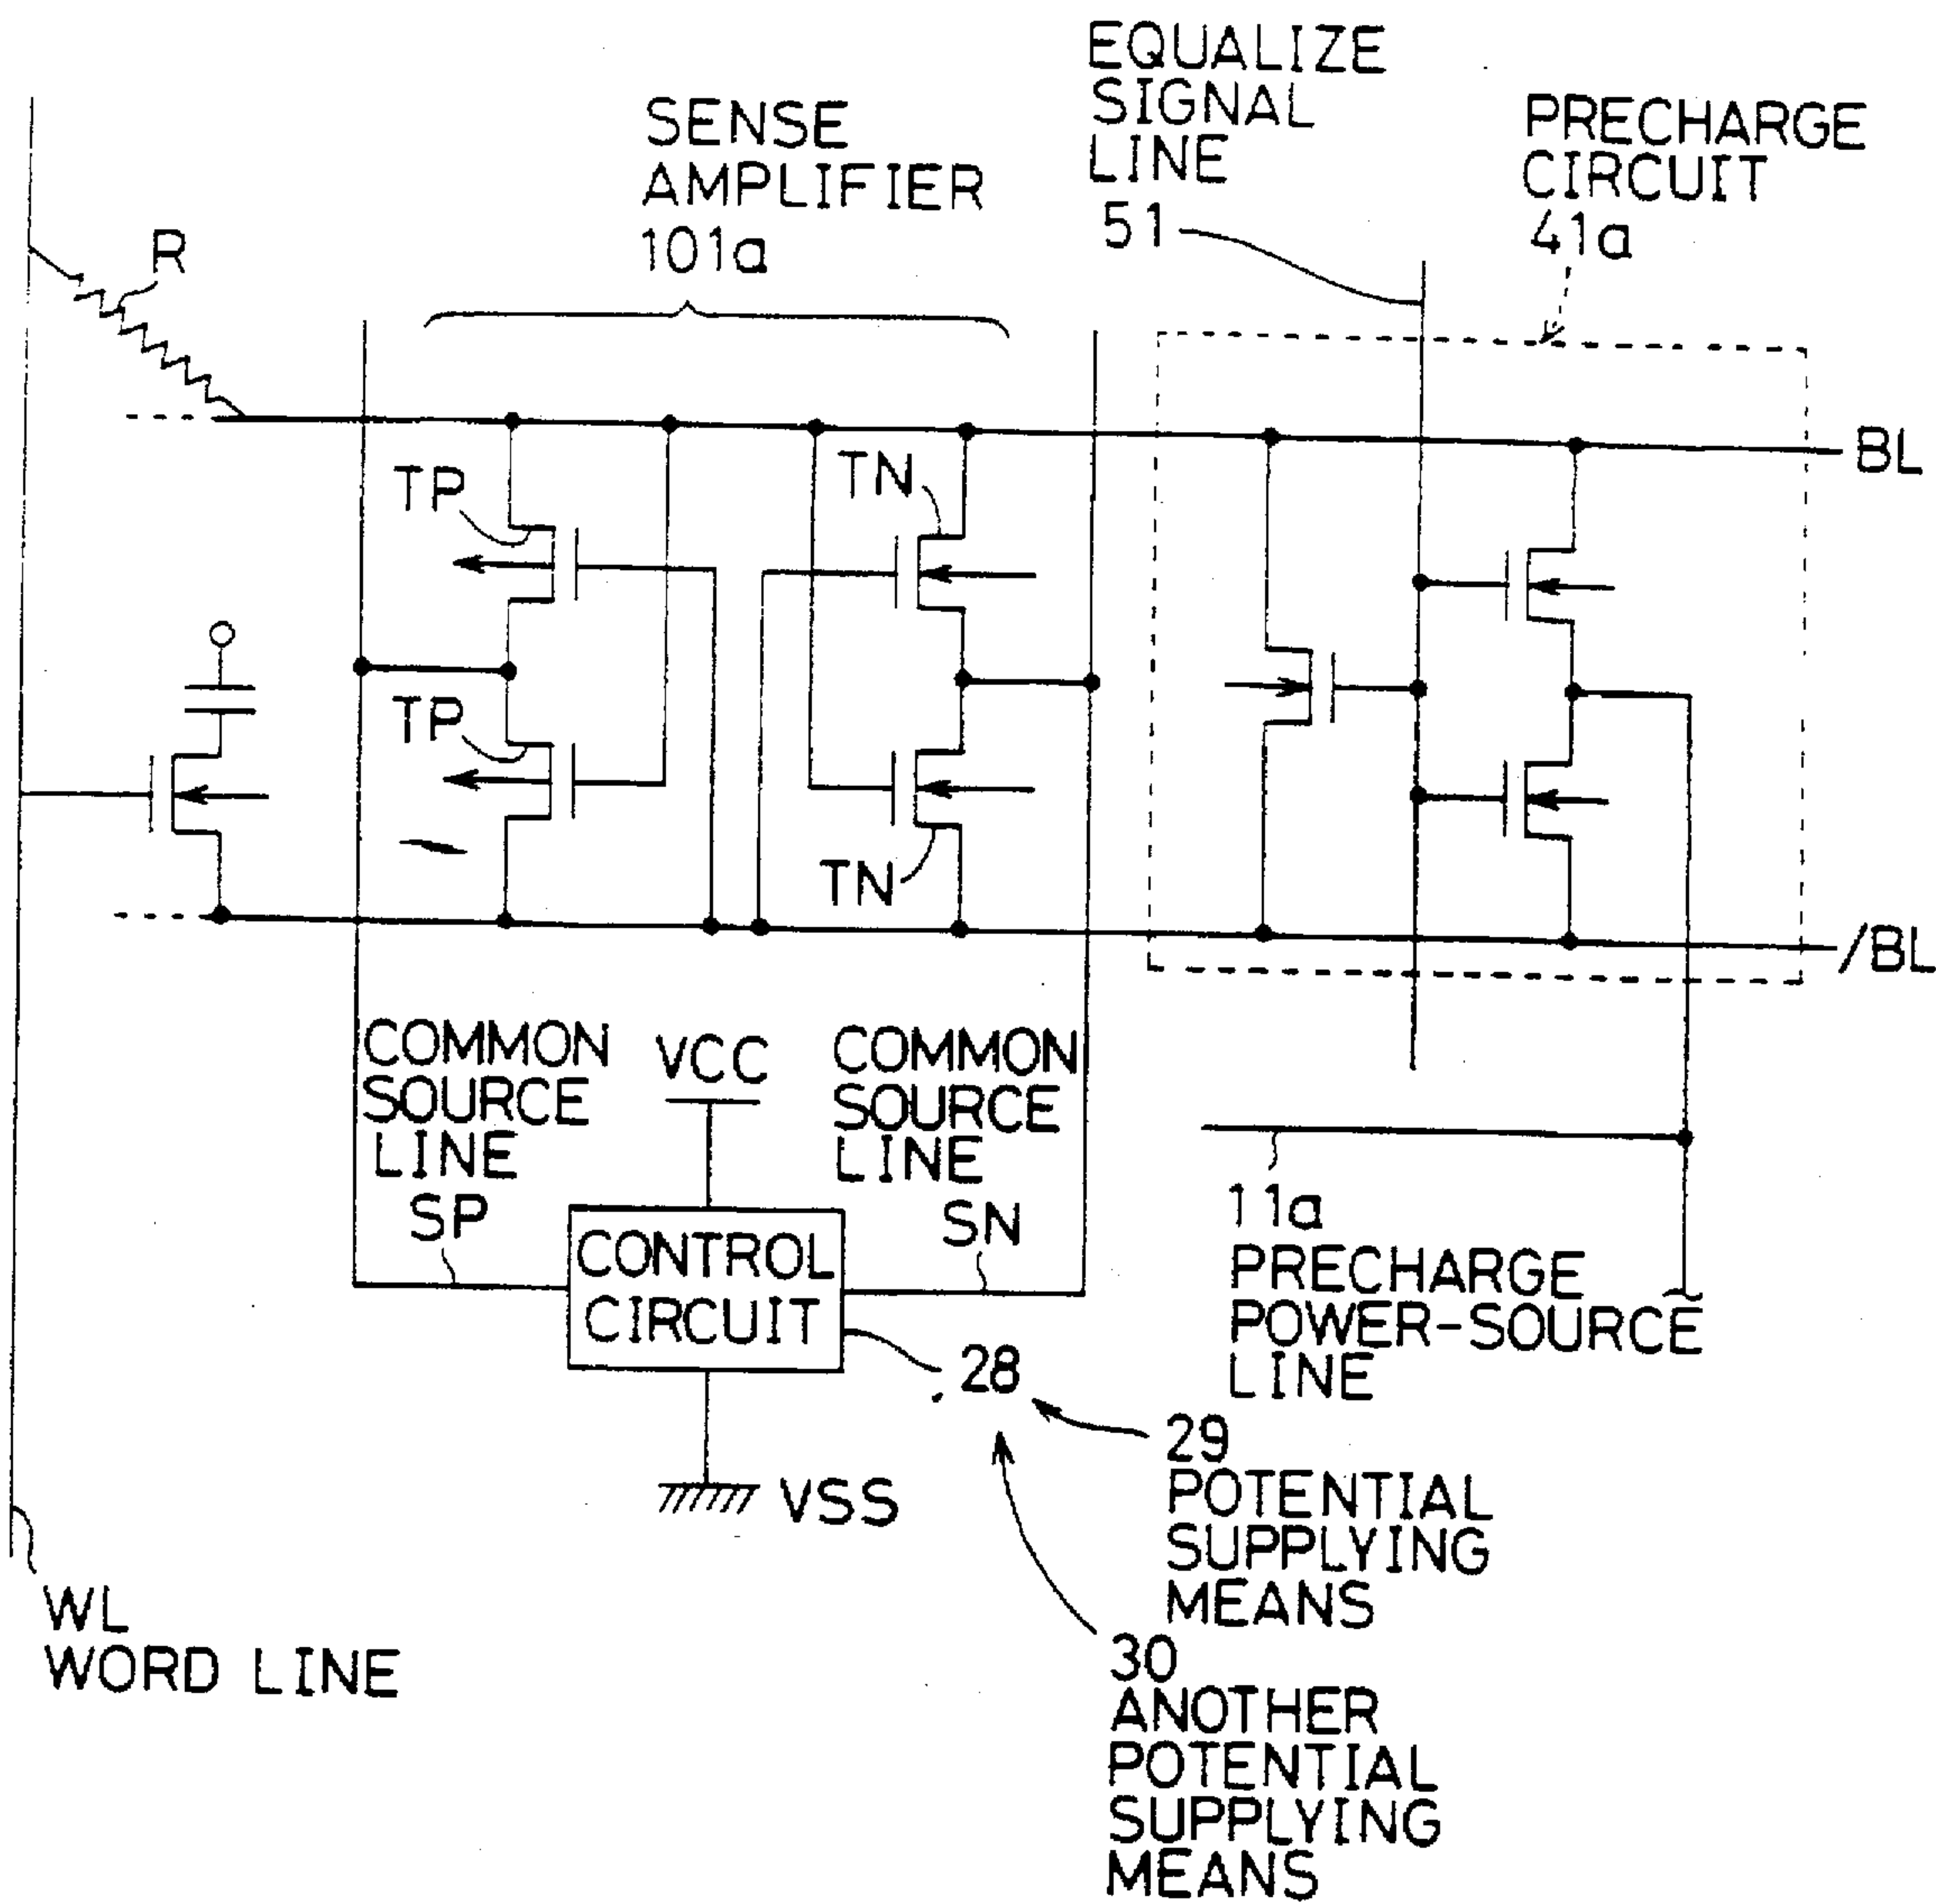 EQUALIZE
SIGNAL
LINE
51
SENSE
AMPLIFIER
101a
PRECHARGE
CIRCUIT
41a
R
BL
TP
TN
TP
TN
/BL
COMMON
SOURCE
LINE
SP
VCC
COMMON
SOURCE
LINE
SN
CONTROL
CIRCUIT
28
11a
PRECHARGE
POWER-SOURCE
LINE
VSS
29
POTENTIAL
SUPPLYING
MEANS
WL
WORD LINE
30
ANOTHER
POTENTIAL
SUPPLYING
MEANS